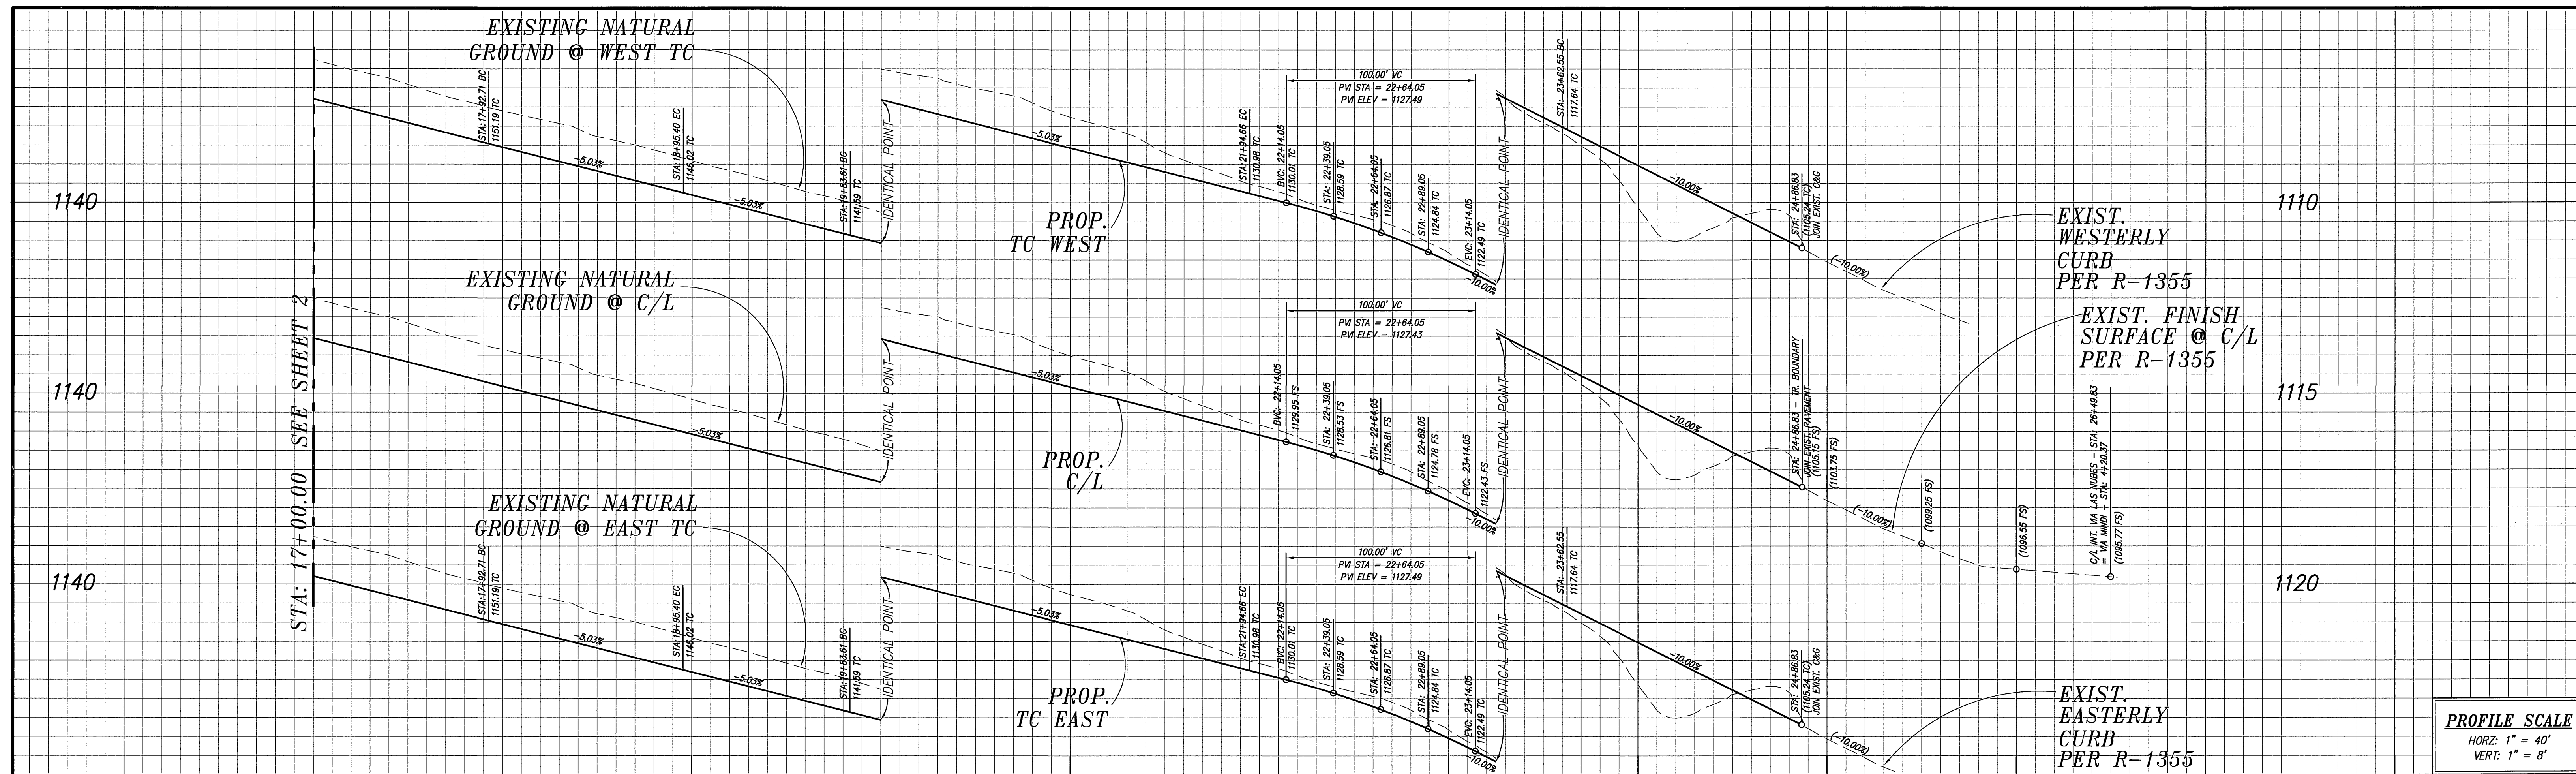 EXISTING NATURAL
GROUND @ WEST TC
STA:17+92.71 BC
1151.19 TC
-5.03%
STA:18+95.40 EC
1146.02 TC
-5.03%
STA:19+83.61 BC
1141.59 TC
IDENTICAL POINT
-5.03%
PROP.
TC WEST
STA:21+94.66 EC
1130.98 TC
BVC: 22+14.05
1130.01 TC
100.00' VC
PVI STA = 22+64.05
PVI ELEV = 1127.49
STA: 22+39.05
1128.59 TC
STA: 22+64.05
1126.87 TC
STA: 22+89.05
1124.84 TC
EVC: 23+14.05
1122.49 TC
-10.00%
IDENTICAL POINT
STA: 23+62.55 BC
1117.64 TC
-10.00%
STA: 24+86.83
(1105.24 TC)
JOIN EXIST. C&G
(-10.00%)
EXIST.
WESTERLY
CURB
PER R-1355
1140
1110
STA: 17+00.00 SEE SHEET 2
EXISTING NATURAL
GROUND @ C/L
-5.03%
IDENTICAL POINT
-5.03%
PROP.
C/L
BVC: 22+14.05
1129.95 FS
100.00' VC
PVI STA = 22+64.05
PVI ELEV = 1127.43
STA: 22+39.05
1128.53 FS
STA: 22+64.05
1126.81 FS
STA: 22+89.05
1124.78 FS
EVC: 23+14.05
1122.43 FS
-10.00%
IDENTICAL POINT
-10.00%
STA: 24+86.83 - TR. BOUNDARY
JOIN EXIST. PAVEMENT
(1105.15 FS)
(1103.75 FS)
(-10.00%)
(1099.25 FS)
(1096.55 FS)
C/L INT. VIA LAS NUBES - STA: 26+49.83
= VIA MINDI - STA: 4+20.37
(1095.77 FS)
EXIST. FINISH
SURFACE @ C/L
PER R-1355
1140
1115
EXISTING NATURAL
GROUND @ EAST TC
STA:17+92.71 BC
1151.19 TC
-5.03%
STA:18+95.40 EC
1146.02 TC
-5.03%
STA:19+83.61 BC
1141.59 TC
IDENTICAL POINT
-5.03%
PROP.
TC EAST
STA:21+94.66 EC
1130.98 TC
BVC: 22+14.05
1130.01 TC
100.00' VC
PVI STA = 22+64.05
PVI ELEV = 1127.49
STA: 22+39.05
1128.59 TC
STA: 22+64.05
1126.87 TC
STA: 22+89.05
1124.84 TC
EVC: 23+14.05
1122.49 TC
-10.00%
IDENTICAL POINT
STA: 23+62.55
1117.64 TC
-10.00%
STA: 24+86.83
(1105.24 TC)
JOIN EXIST. C&G
(-10.00%)
EXIST.
EASTERLY
CURB
PER R-1355
1140
1120
PROFILE SCALE
HORZ: 1" = 40'
VERT: 1" = 8'